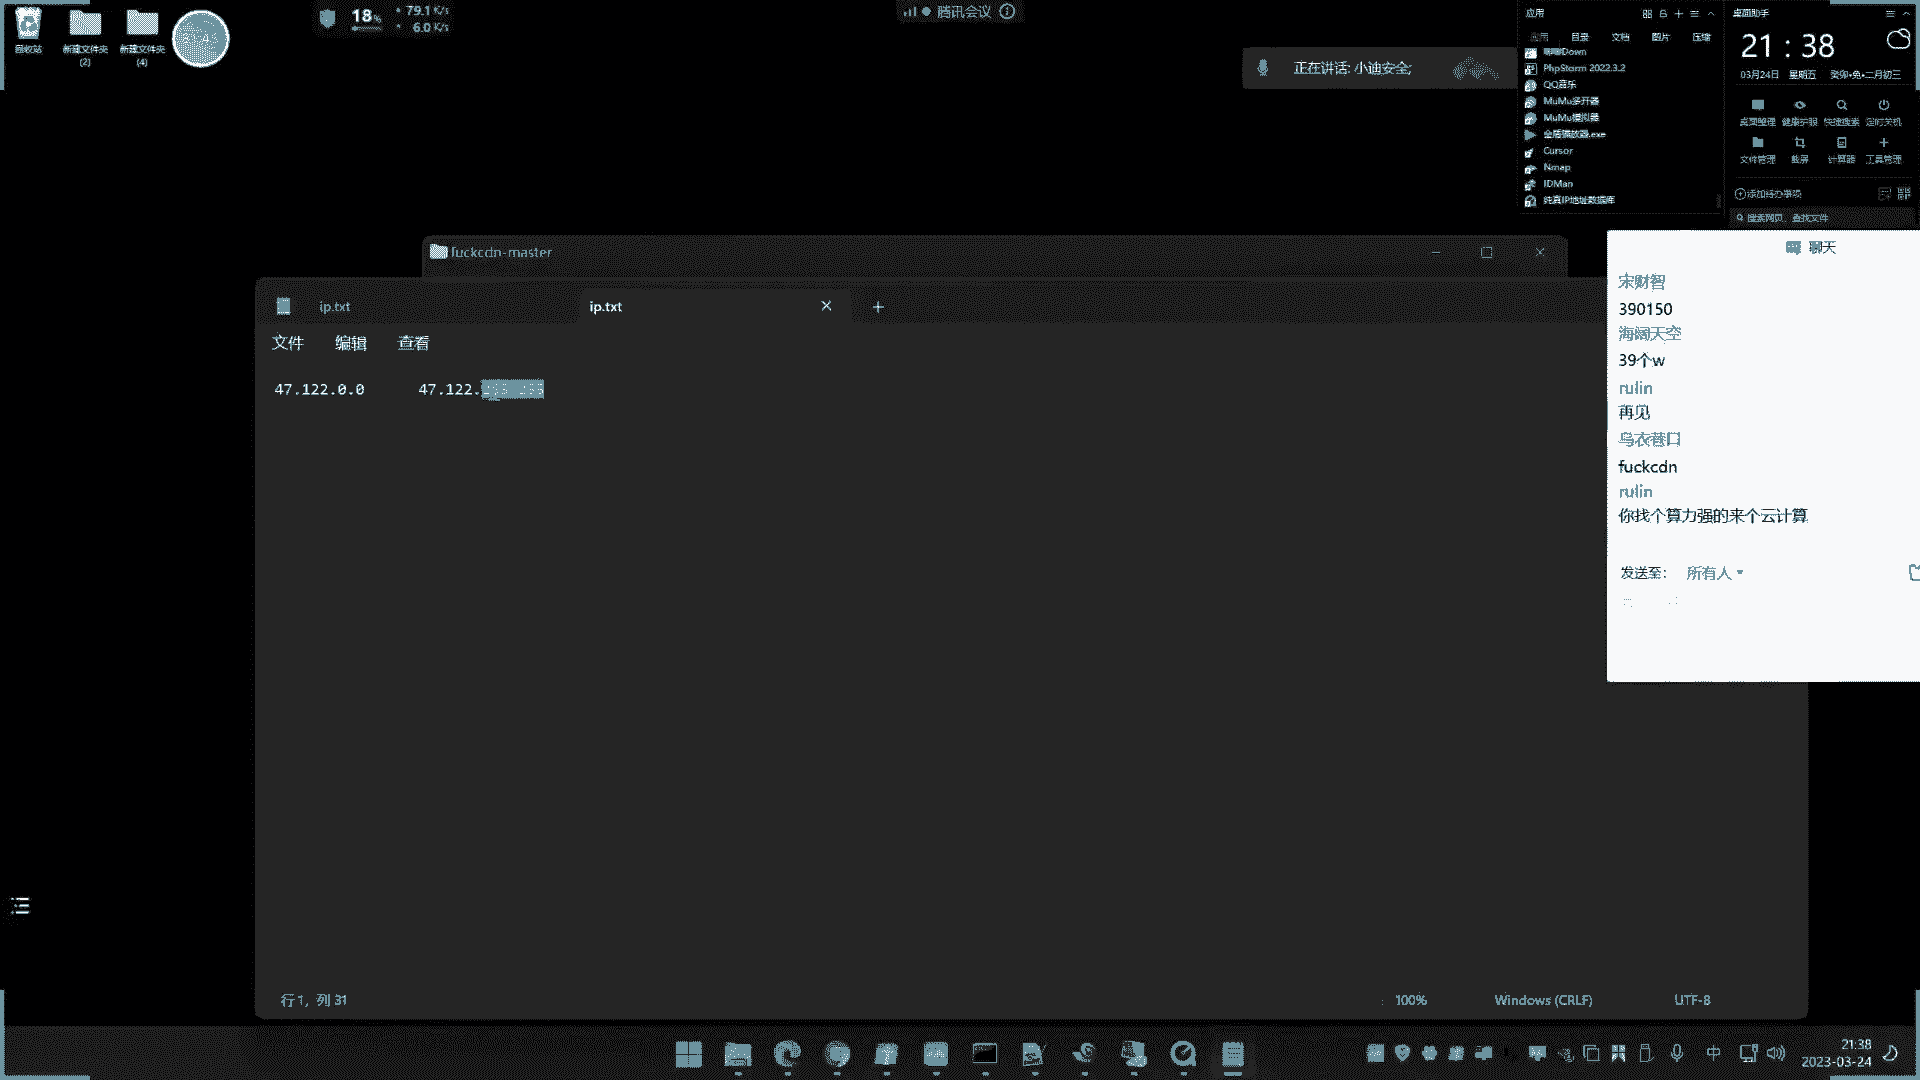 回收站
新建文件夹
(2)
新建文件夹
(4)
18%
79.1 K/s
6.0 K/s
腾讯会议
正在讲话: 小迪安全;
应用
目录
文档
图片
压缩
PhpStorm 2022.3.2
QQ音乐
MuMu多开器
MuMu模拟器
金盾播放器.exe
Cursor
Nmap
IDMan
纯真IP地址数据库
桌面助手
21 : 38
03月24日 星期五 癸卯•兔•二月初三
桌面整理 健康护眼 快捷搜索 定时关机
文件管理 截屏 计算器 工具管理
添加待办事项
搜索网页、查找文件
fuckcdn-master
ip.txt
ip.txt
文件 编辑 查看
47.122.0.0 47.122.
聊天
宋财智
390150
海阔天空
39个w
rulin
再见
乌衣巷口
fuckcdn
rulin
你找个算力强的来个云计算
发送至: 所有人
行 1, 列 31
100%
Windows (CRLF)
UTF-8
中
21:38
2023-03-24